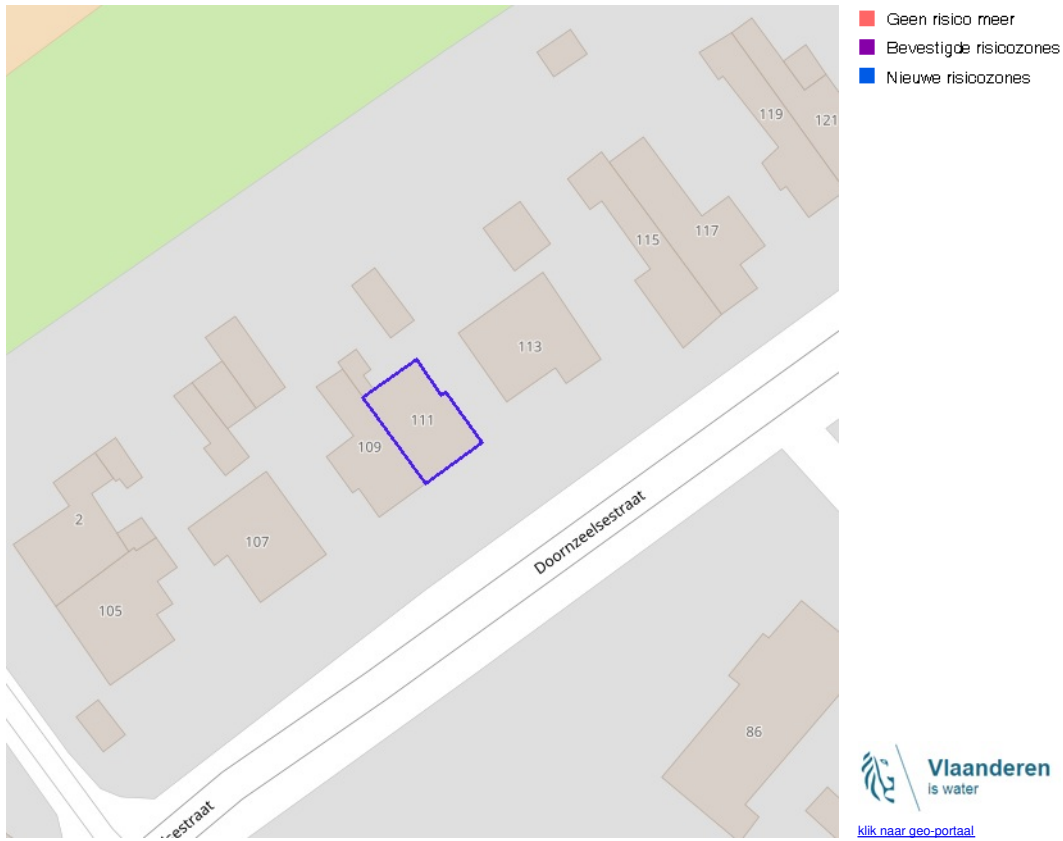 Geen risico meer
Bevestigde risicozones
Nieuwe risicozones
119
121
115
117
113
111
109
2
107
105
Doornzeelsestraat
86
lsestraat
Vlaanderen
is water
klik naar geo-portaal